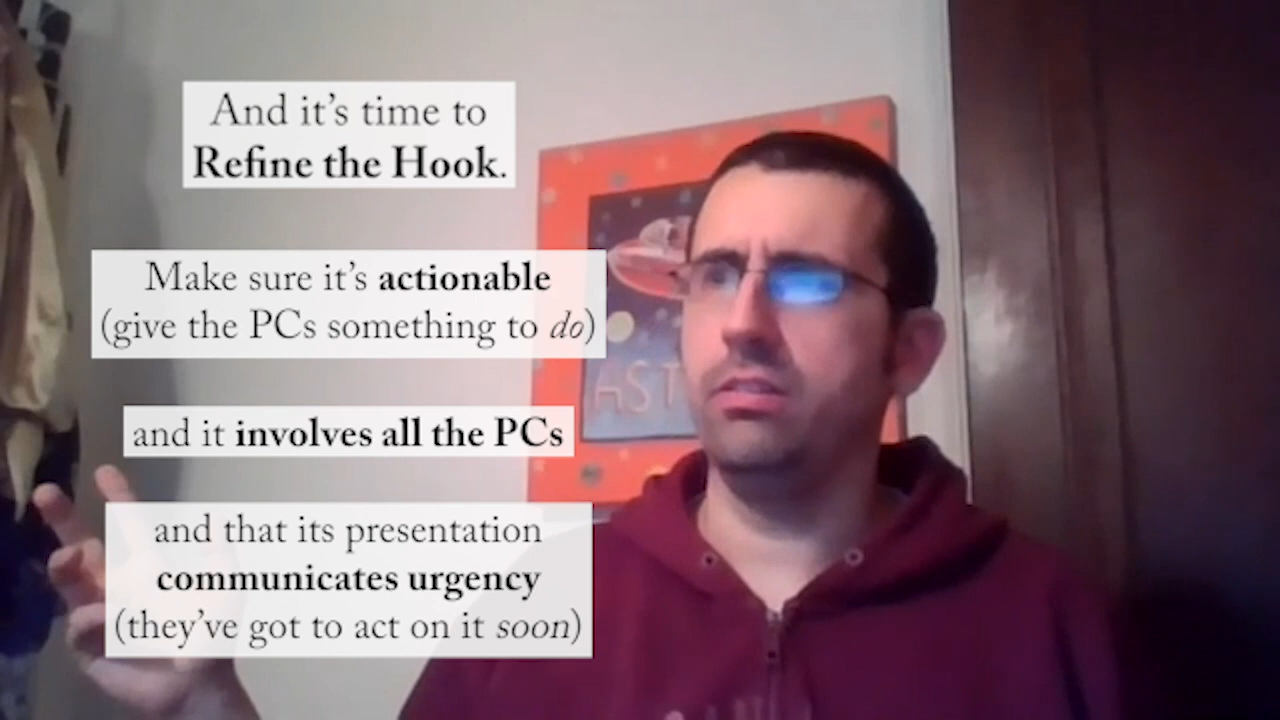 And it's time to
Refine the Hook.
Make sure it's actionable
(give the PCs something to do)
and it involves all the PCs
and that its presentation
communicates urgency
(they've got to act on it soon)
AST